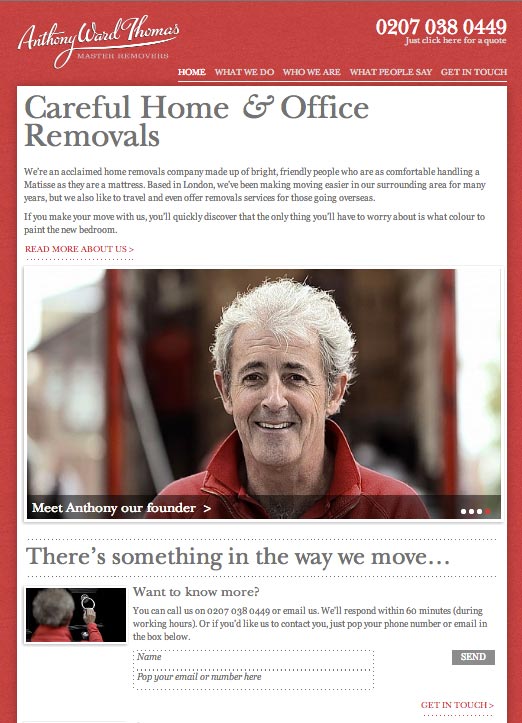 Anthony Ward Thomas
MASTER REMOVERS
0207 038 0449
Just click here for a quote
HOME WHAT WE DO WHO WE ARE WHAT PEOPLE SAY GET IN TOUCH
Careful Home & Office
Removals
We're an acclaimed home removals company made up of bright, friendly people who are as comfortable handling a
Matisse as they are a mattress. Based in London, we've been making moving easier in our surrounding area for many
years, but we also like to travel and even offer removals services for those going overseas.
If you make your move with us, you'll quickly discover that the only thing you'll have to worry about is what colour to
paint the new bedroom.
READ MORE ABOUT US >
Meet Anthony our founder >
There's something in the way we move...
Want to know more?
You can call us on 0207 038 0449 or email us. We'll respond within 60 minutes (during
working hours). Or if you'd like us to contact you, just pop your phone number or email in
the box below.
Name
SEND
Pop your email or number here
GET IN TOUCH >